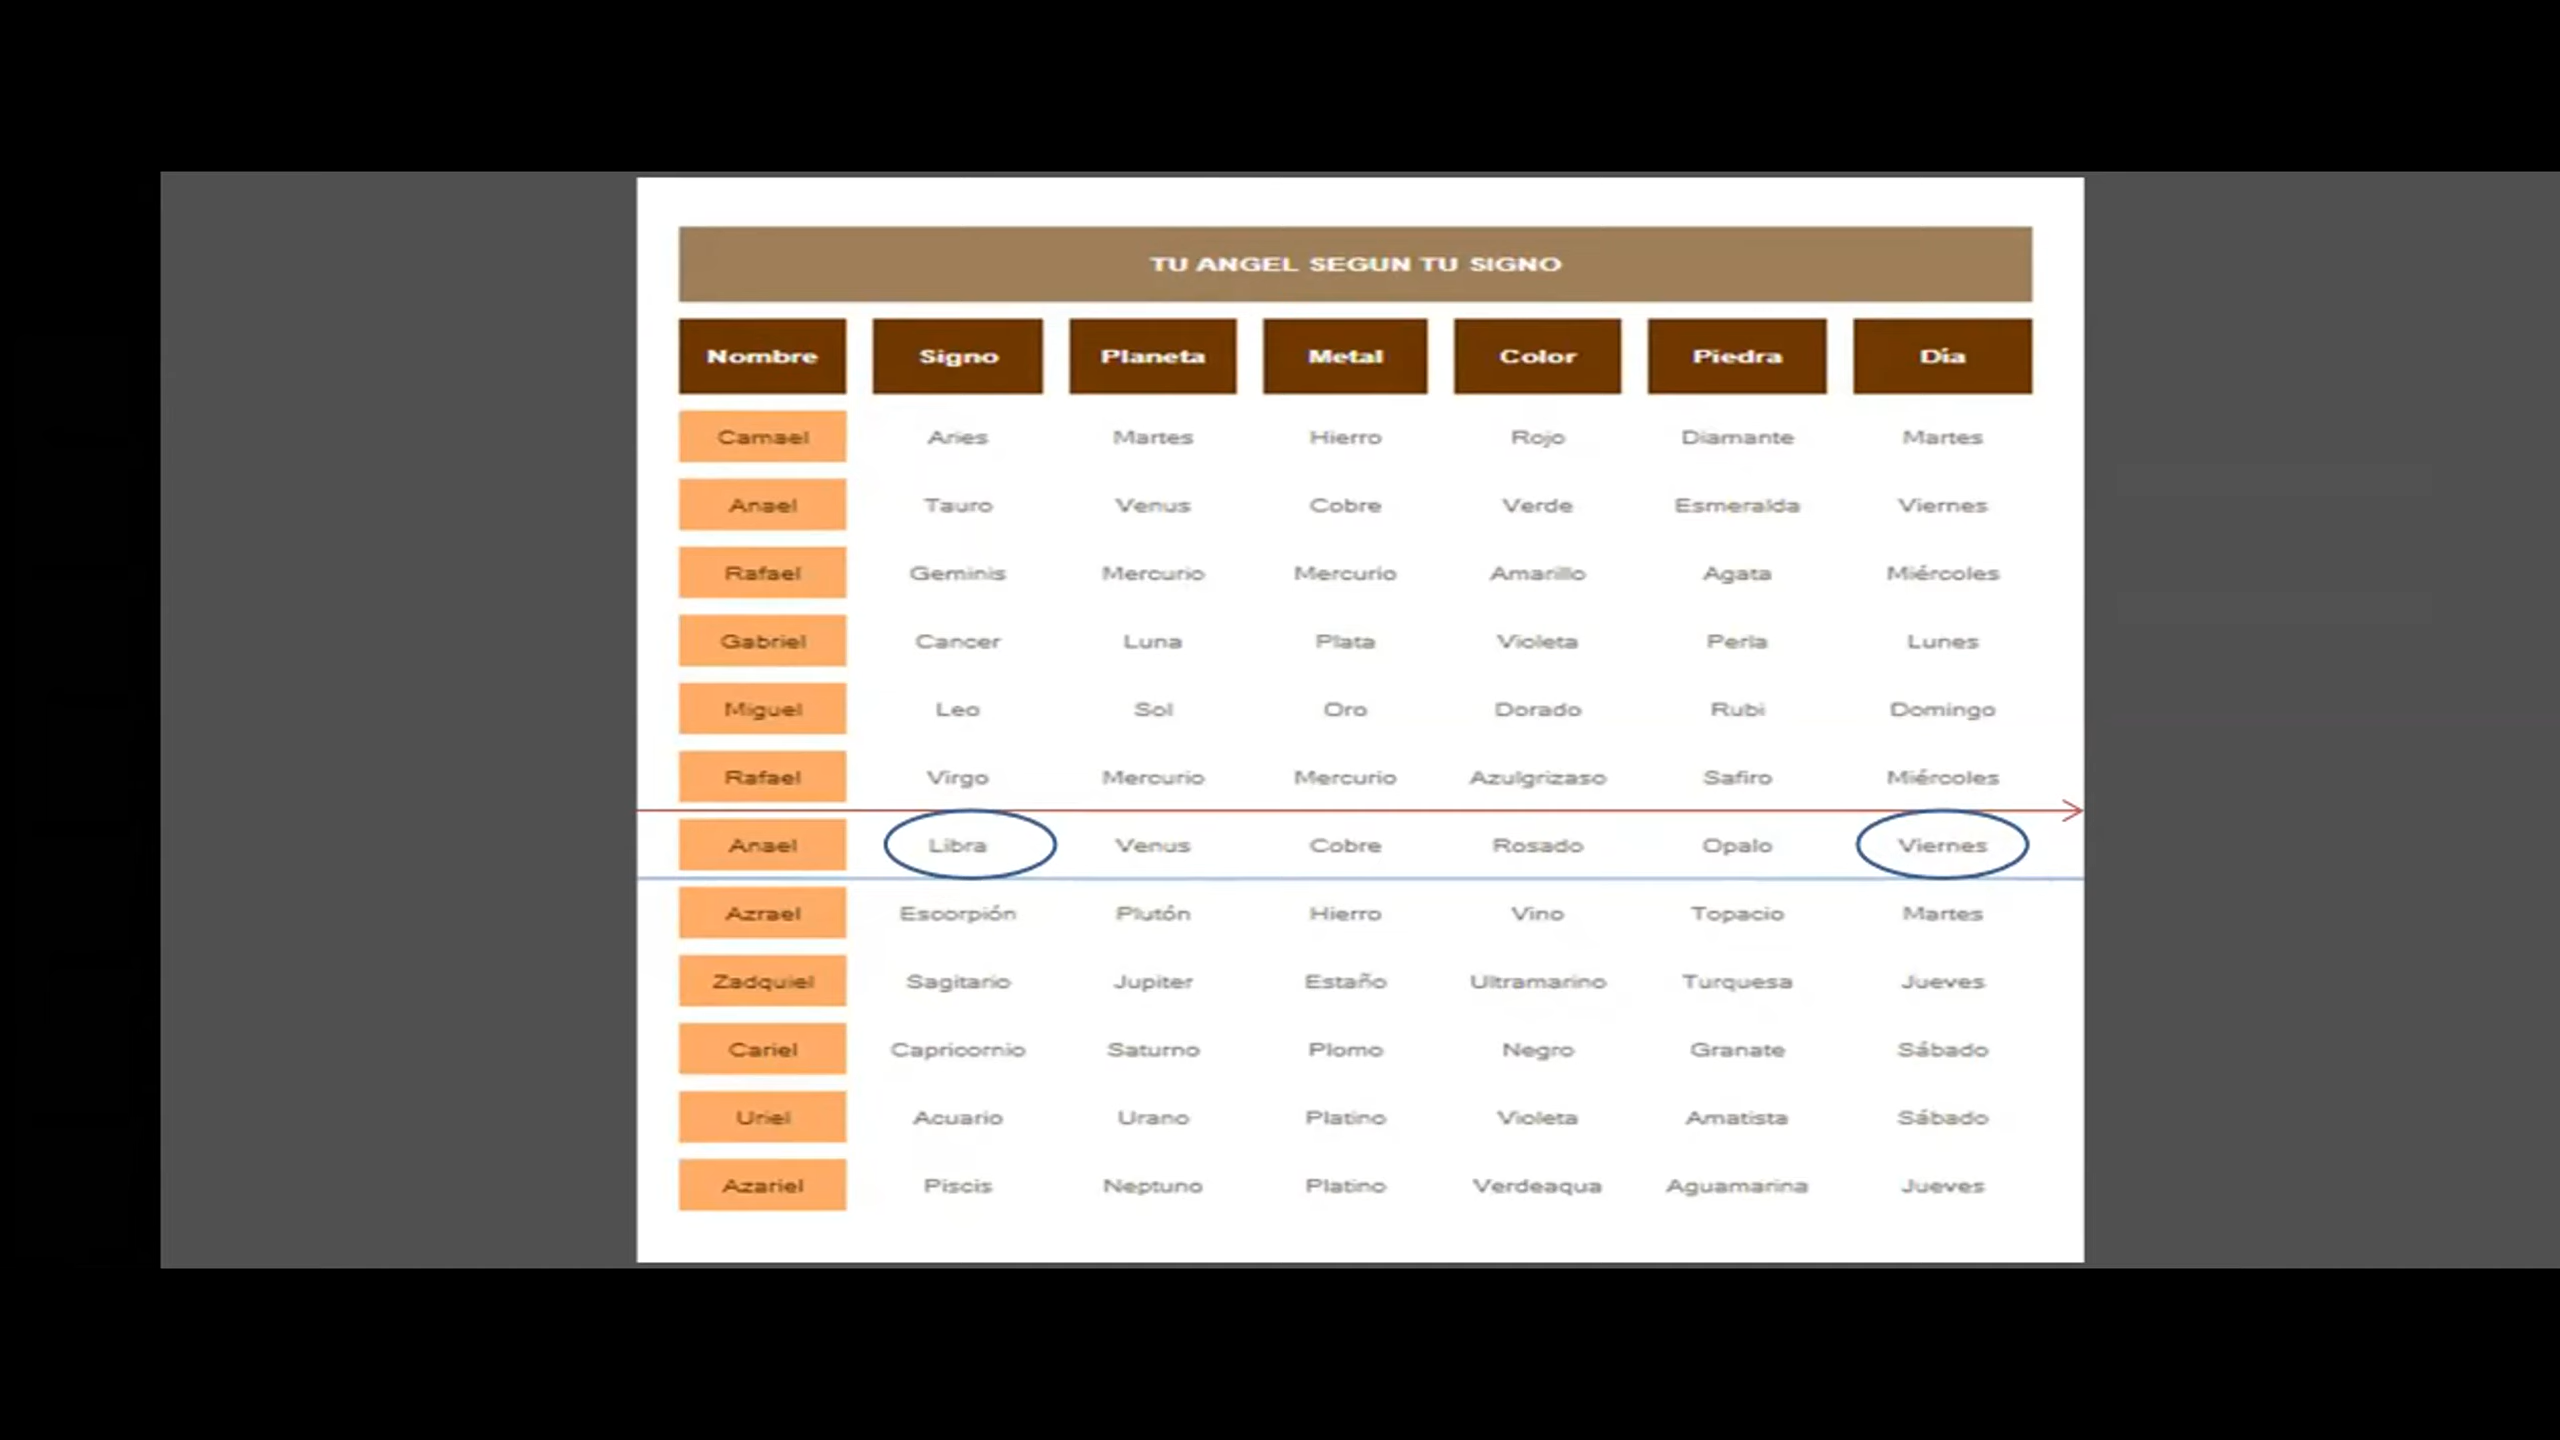 TU ANGEL SEGUN TU SIGNO
Nombre Signo Planeta Metal Color Piedra Dia
Camael Aries Martes Hierro Rojo Diamante Martes
Anael Tauro Venus Cobre Verde Esmeralda Viernes
Rafael Geminis Mercurio Mercurio Amarillo Agata Miércoles
Gabriel Cancer Luna Plata Violeta Perla Lunes
Miguel Leo Sol Oro Dorado Rubi Domingo
Rafael Virgo Mercurio Mercurio Azulgrizaso Safiro Miércoles
Anael Libra Venus Cobre Rosado Opalo Viernes
Azrael Escorpión Plutón Hierro Vino Topacio Martes
Zadquiel Sagitario Jupiter Estaño Ultramarino Turquesa Jueves
Cariel Capricornio Saturno Plomo Negro Granate Sábado
Uriel Acuario Urano Platino Violeta Amatista Sábado
Azariel Piscis Neptuno Platino Verdeaqua Aguamarina Jueves